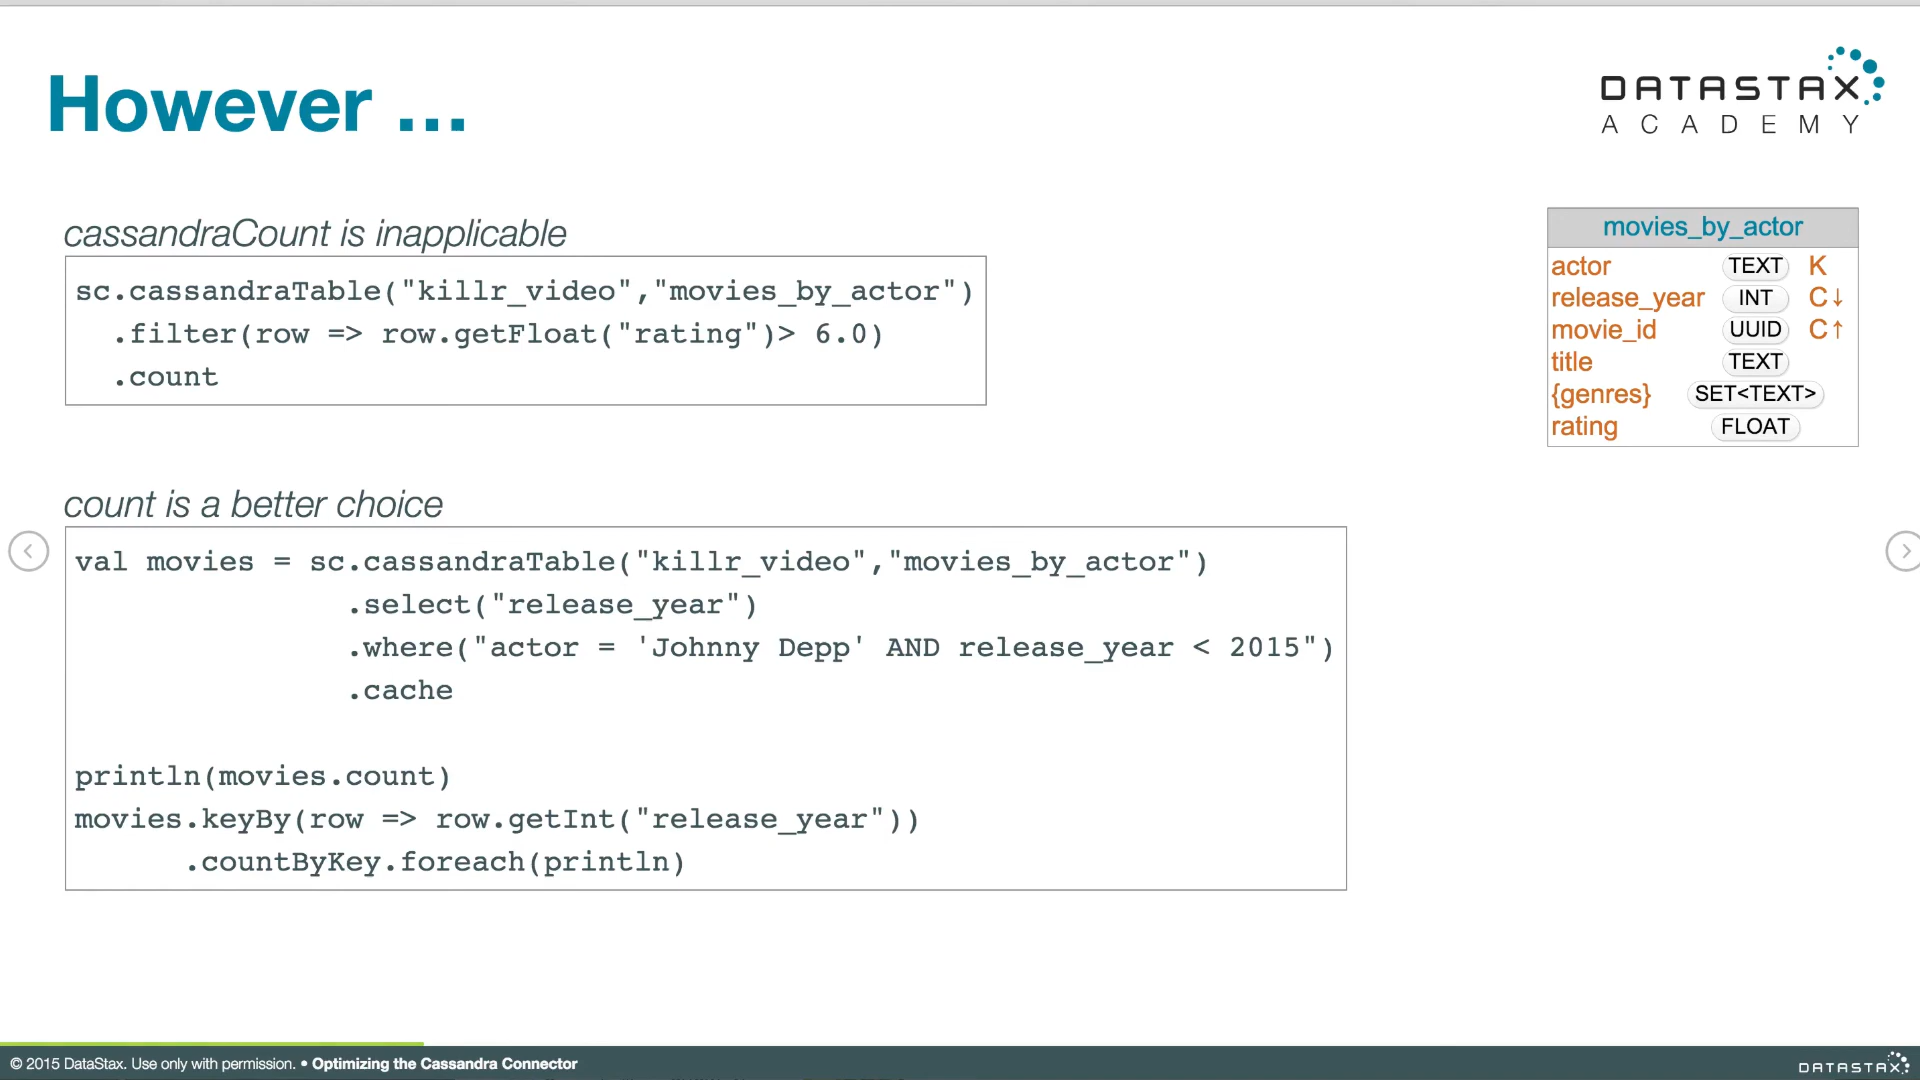 However ...
DATASTAX
ACADEMY
cassandraCount is inapplicable
sc.cassandraTable("killr_video","movies_by_actor")
.filter(row => row.getFloat("rating")> 6.0)
.count
movies_by_actor
actor TEXT K
release_year INT C↓
movie_id UUID C↑
title TEXT
{genres} SET<TEXT>
rating FLOAT
count is a better choice
val movies = sc.cassandraTable("killr_video","movies_by_actor")
.select("release_year")
.where("actor = 'Johnny Depp' AND release_year < 2015")
.cache
println(movies.count)
movies.keyBy(row => row.getInt("release_year"))
.countByKey.foreach(println)
© 2015 DataStax. Use only with permission. • Optimizing the Cassandra Connector
DATASTAX